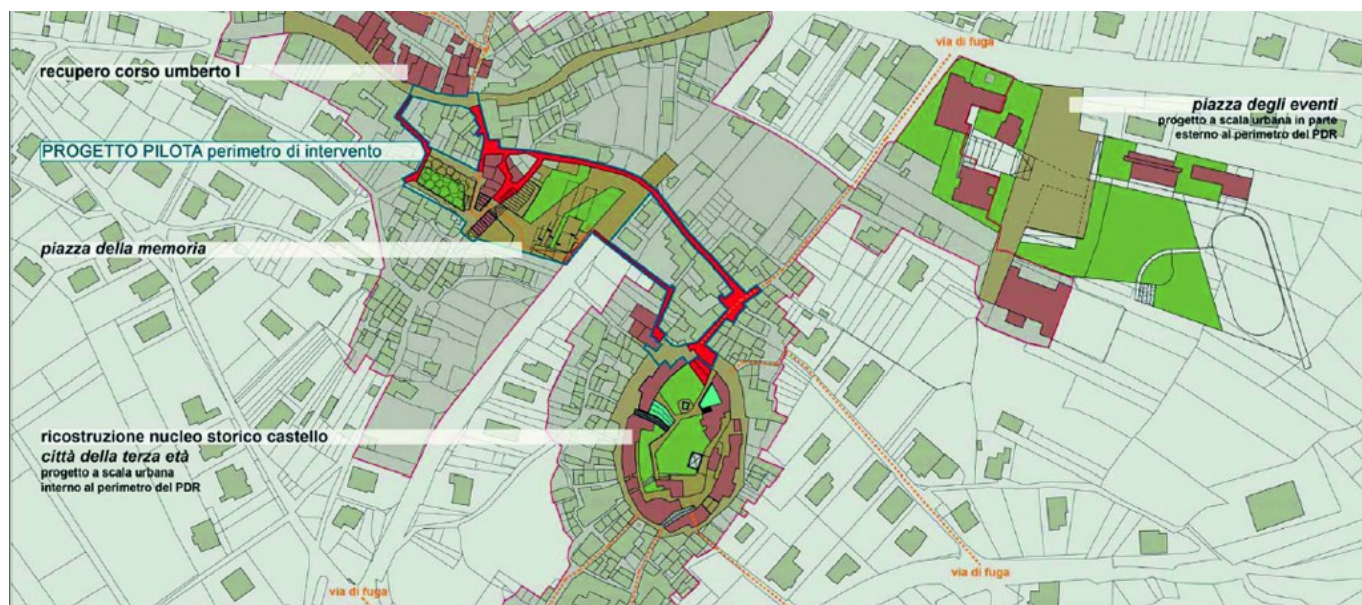 via di fuga
recupero corso umberto I
piazza degli eventi
progetto a scala urbana in parte
esterno al perimetro del PDR
PROGETTO PILOTA perimetro di intervento
piazza della memoria
ricostruzione nucleo storico castello
città della terza età
progetto a scala urbana
interno al perimetro del PDR
via di fuga
via di fuga